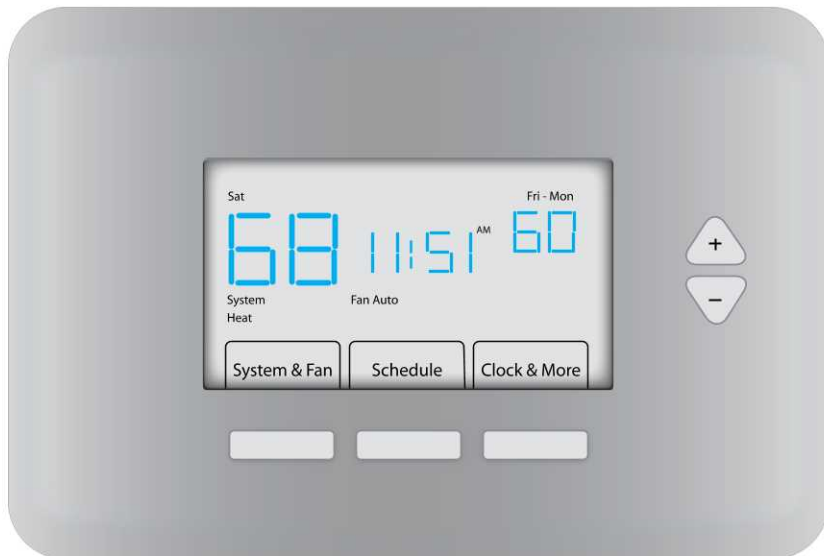 Sat
Fri - Mon
68
11:51 AM
60
System
Fan Auto
Heat
System & Fan
Schedule
Clock & More
+
−